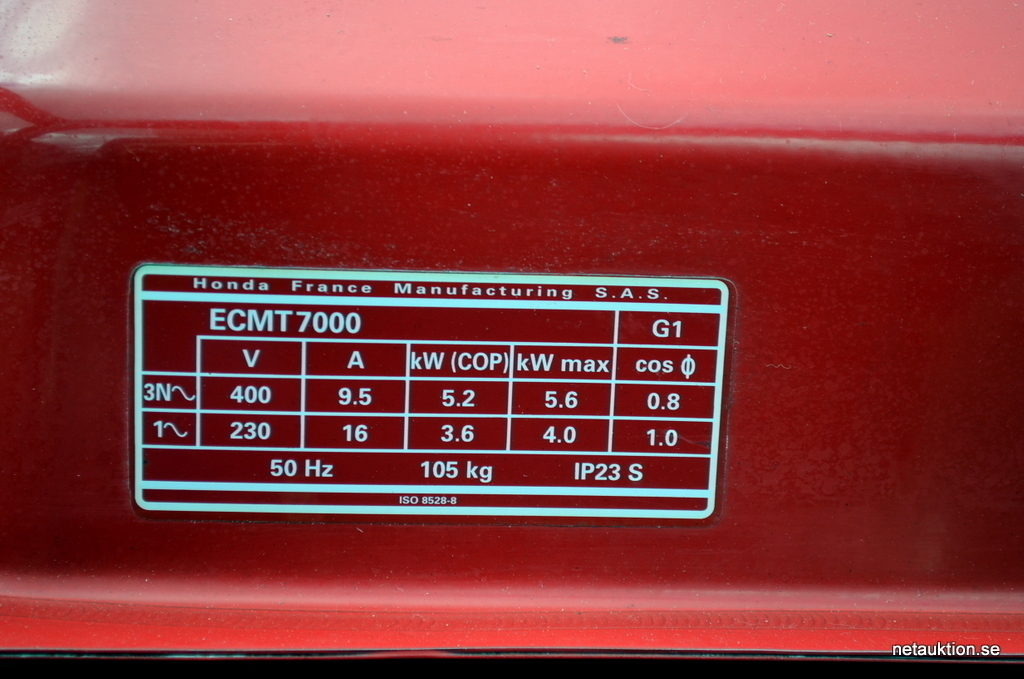 Honda France Manufacturing S.A.S.
ECMT7000 G1
V A kW (COP) kW max cos ϕ
3N~ 400 9.5 5.2 5.6 0.8
1~ 230 16 3.6 4.0 1.0
50 Hz 105 kg IP23 S
ISO 8528-8
netauktion.se